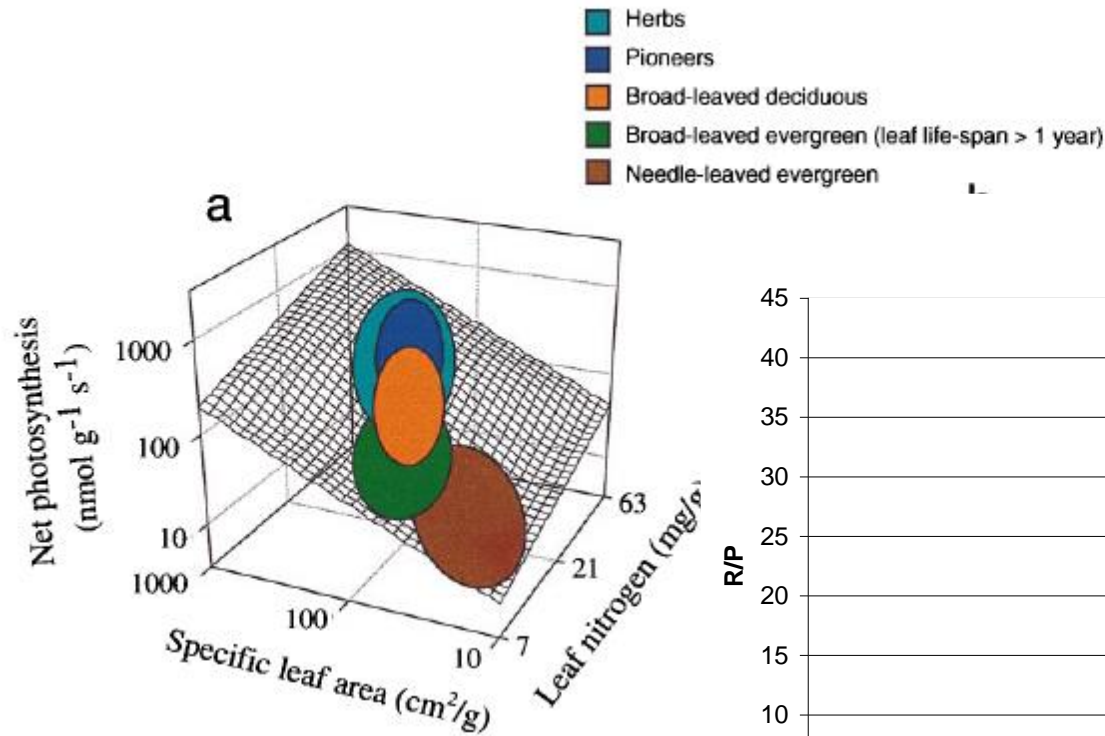 Herbs
Pioneers
Broad-leaved deciduous
Broad-leaved evergreen (leaf life-span > 1 year)
Needle-leaved evergreen
a
Net photosynthesis
(nmol g⁻¹ s⁻¹)
1000
100
10
1000
100
10
Specific leaf area (cm²/g)
7
21
63
Leaf nitrogen (mg/g
R/P
45
40
35
30
25
20
15
10